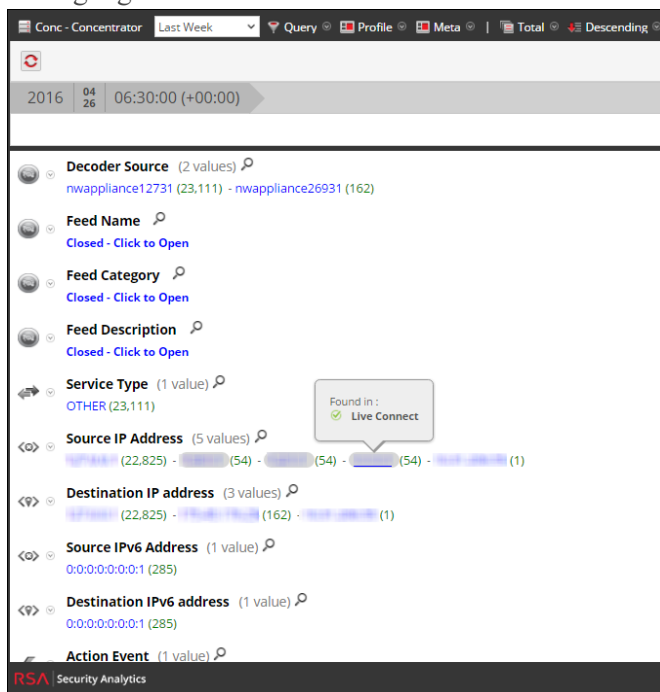 Conc - Concentrator Last Week Query Profile Meta | Total Descending
2016 04 26 06:30:00 (+00:00)
Decoder Source (2 values)
nwappliance12731 (23,111) - nwappliance26931 (162)
Feed Name
Closed - Click to Open
Feed Category
Closed - Click to Open
Feed Description
Closed - Click to Open
Service Type (1 value)
OTHER (23,111)
Found in :
Live Connect
Source IP Address (5 values)
(22,825) - (54) - (54) - (54) - (1)
Destination IP address (3 values)
(22,825) - (162) - (1)
Source IPv6 Address (1 value)
0:0:0:0:0:0:0:1 (285)
Destination IPv6 address (1 value)
0:0:0:0:0:0:0:1 (285)
Action Event (1 value)
RSA Security Analytics